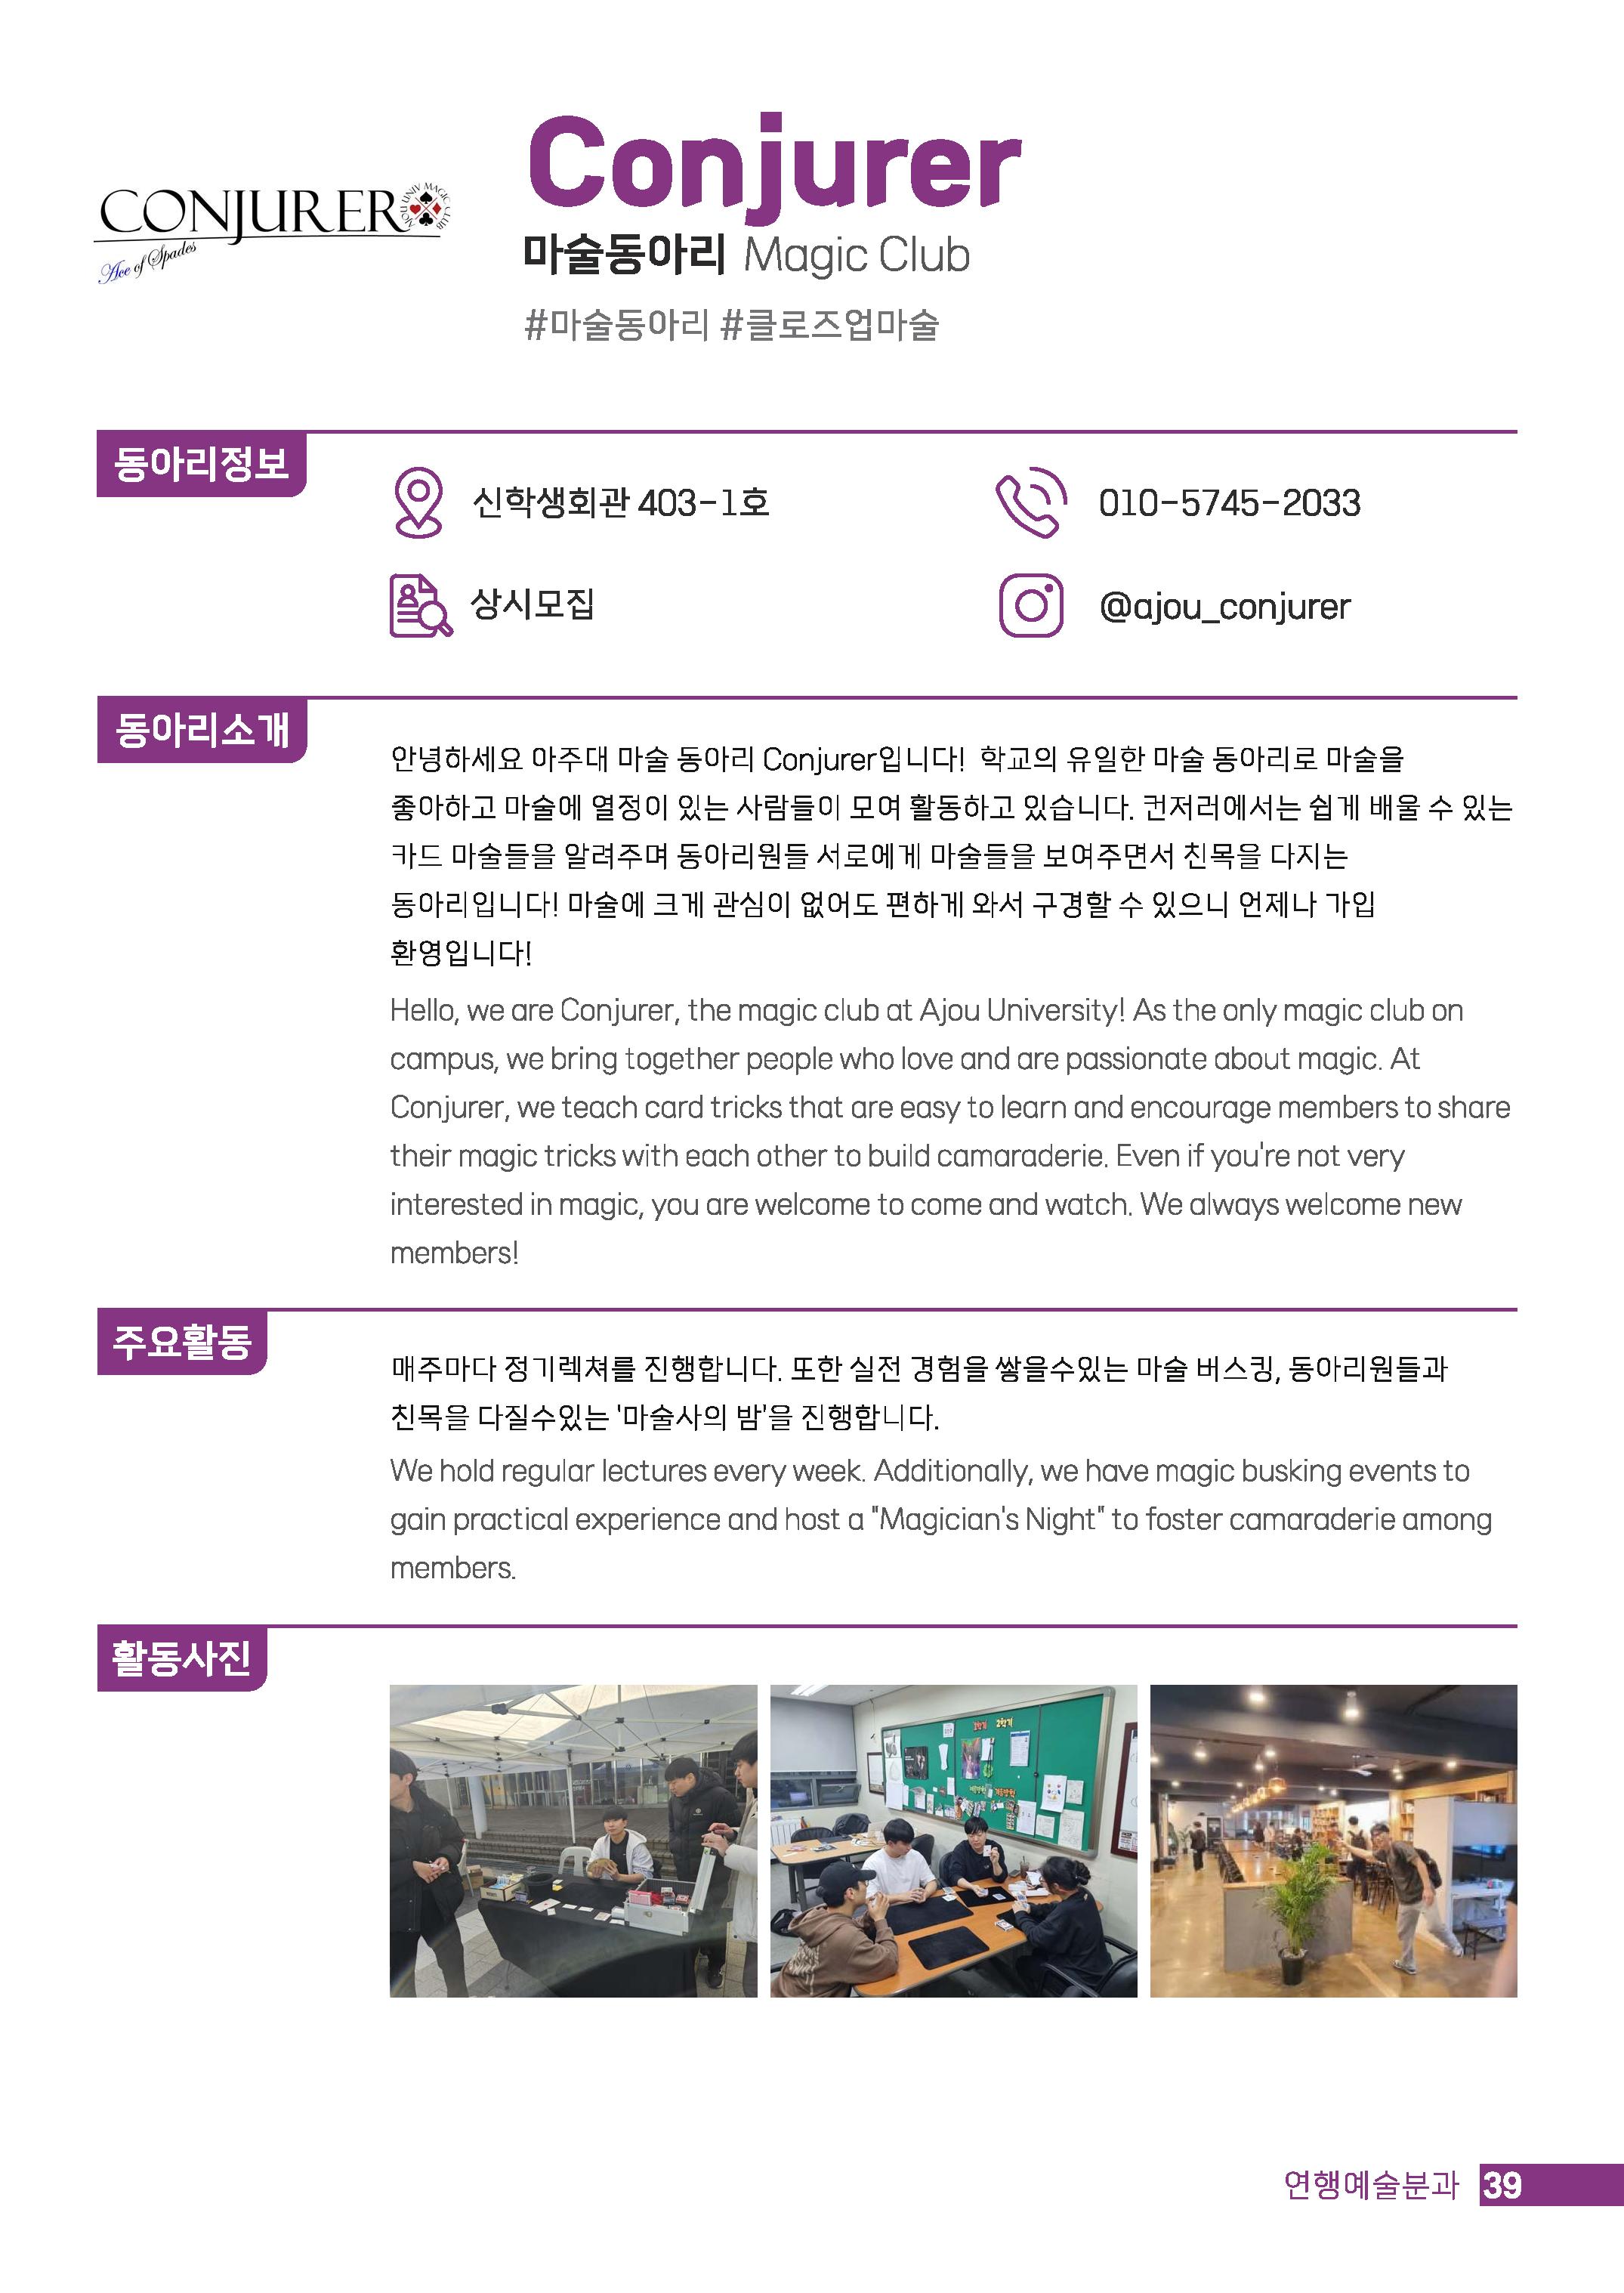 CONJURER
AJOU UNIV MAGIC CLUB
Ace of Spades
Conjurer
마술동아리 Magic Club
#마술동아리 #클로즈업마술
동아리정보
신학생회관 403-1호
010-5745-2033
상시모집
@ajou_conjurer
동아리소개
안녕하세요 아주대 마술 동아리 Conjurer입니다! 학교의 유일한 마술 동아리로 마술을
좋아하고 마술에 열정이 있는 사람들이 모여 활동하고 있습니다. 컨저러에서는 쉽게 배울 수 있는
카드 마술들을 알려주며 동아리원들 서로에게 마술들을 보여주면서 친목을 다지는
동아리입니다! 마술에 크게 관심이 없어도 편하게 와서 구경할 수 있으니 언제나 가입
환영입니다!
Hello, we are Conjurer, the magic club at Ajou University! As the only magic club on
campus, we bring together people who love and are passionate about magic. At
Conjurer, we teach card tricks that are easy to learn and encourage members to share
their magic tricks with each other to build camaraderie. Even if you're not very
interested in magic, you are welcome to come and watch. We always welcome new
members!
주요활동
매주마다 정기렉쳐를 진행합니다. 또한 실전 경험을 쌓을수있는 마술 버스킹, 동아리원들과
친목을 다질수있는 '마술사의 밤'을 진행합니다.
We hold regular lectures every week. Additionally, we have magic busking events to
gain practical experience and host a "Magician's Night" to foster camaraderie among
members.
활동사진
1학기 2학기
연행예술분과 39